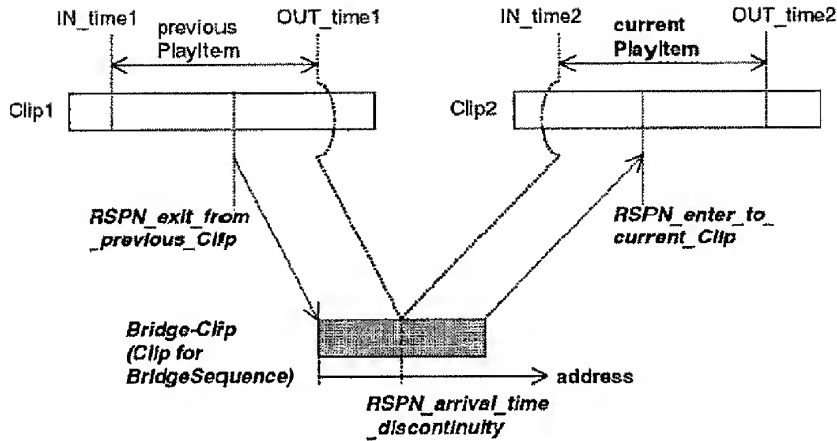 IN_time1
previous
PlayItem
OUT_time1
IN_time2
current
PlayItem
OUT_time2
Clip1
Clip2
RSPN_exit_from
_previous_Clip
RSPN_enter_to_
current_Clip
Bridge-Clip
(Clip for
BridgeSequence)
address
RSPN_arrival_time
_discontinuity